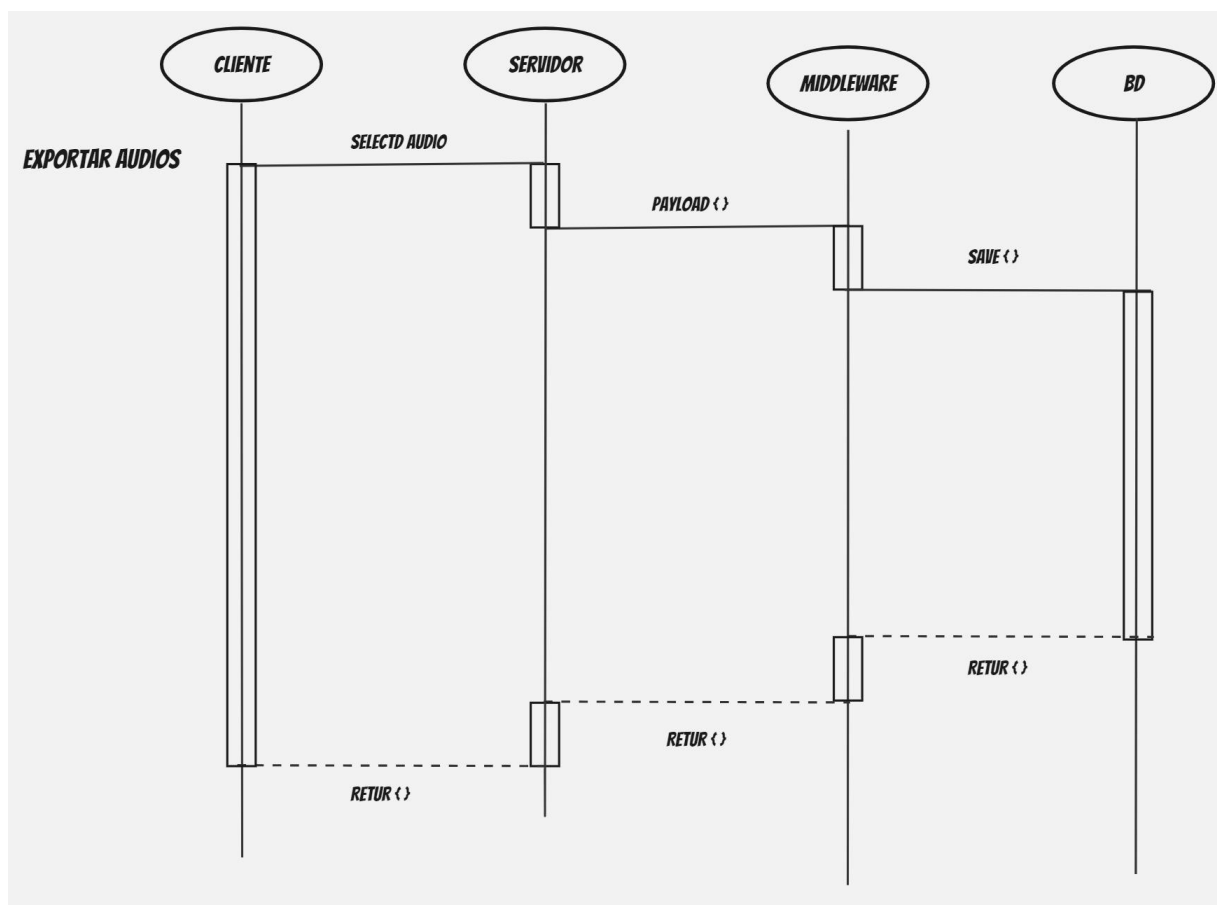 CLIENTE
SERVIDOR
MIDDLEWARE
BD
EXPORTAR AUDIOS
SELECTD AUDIO
PAYLOAD { }
SAVE { }
RETUR { }
RETUR { }
RETUR { }